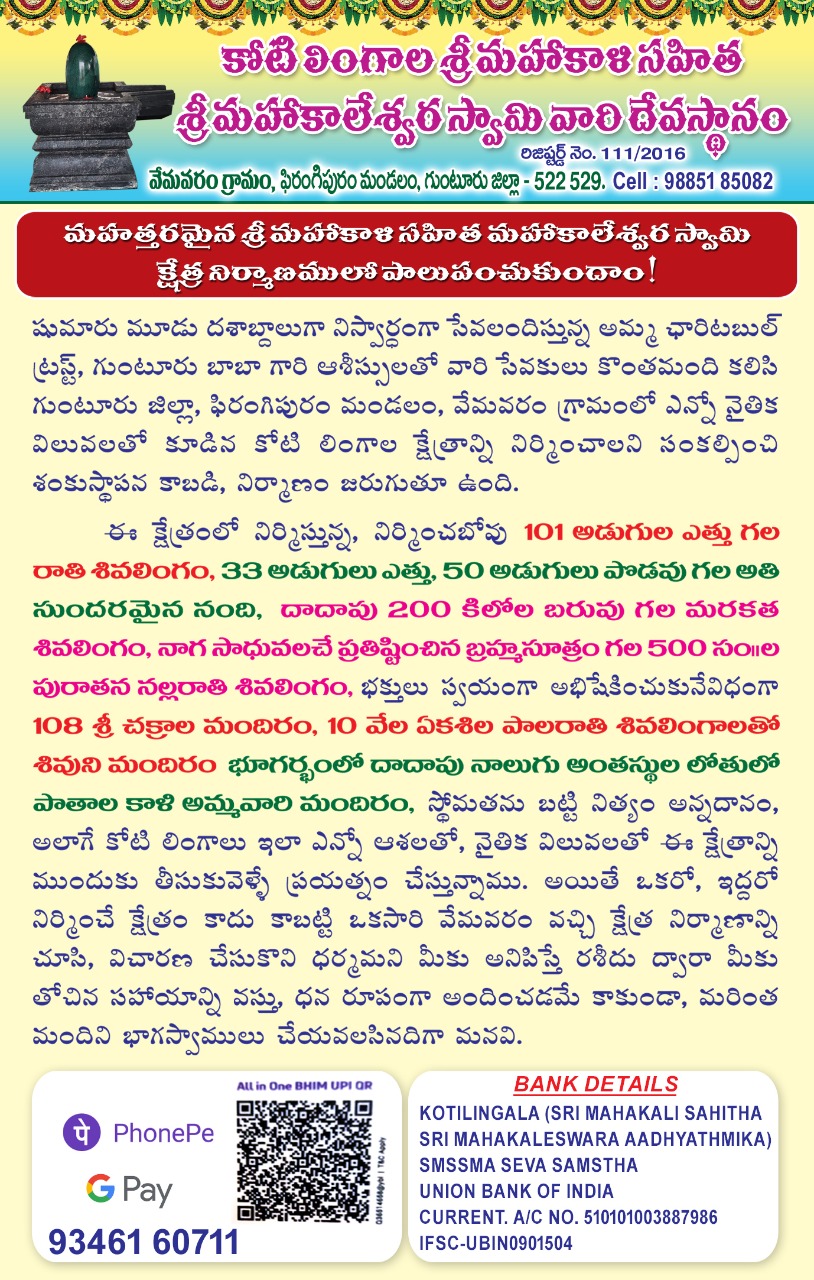 కోటి లింగాల శ్రీ మహాకాళి సహిత
శ్రీ మహాకాలేశ్వర స్వామి వారి దేవస్థానం
రిజిష్టర్డ్ నెం. 111/2016
వేమవరం గ్రామం, ఫిరంగిపురం మండలం, గుంటూరు జిల్లా - 522 529. Cell : 98851 85082
మహత్తరమైన శ్రీ మహాకాళి సహిత మహాకాలేశ్వర స్వామి
క్షేత్ర నిర్మాణములో పాలుపంచుకుందాం!
షుమారు మూడు దశాబ్దాలుగా నిస్వార్థంగా సేవలందిస్తున్న అమ్మ ఛారిటబుల్
ట్రస్ట్, గుంటూరు బాబా గారి ఆశీస్సులతో వారి సేవకులు కొంతమంది కలిసి
గుంటూరు జిల్లా, ఫిరంగిపురం మండలం, వేమవరం గ్రామంలో ఎన్నో నైతిక
విలువలతో కూడిన కోటి లింగాల క్షేత్రాన్ని నిర్మించాలని సంకల్పించి
శంకుస్థాపన కాబడి, నిర్మాణం జరుగుతూ ఉంది.
ఈ క్షేత్రంలో నిర్మిస్తున్న, నిర్మించబోవు 101 అడుగుల ఎత్తు గల
రాతి శివలింగం, 33 అడుగులు ఎత్తు, 50 అడుగులు పొడవు గల అతి
సుందరమైన నంది, దాదాపు 200 కిలోల బరువు గల మరకత
శివలింగం, నాగ సాధువలచే ప్రతిష్టించిన బ్రహ్మసూత్రం గల 500 సం॥ల
పురాతన నల్లరాతి శివలింగం, భక్తులు స్వయంగా అభిషేకించుకునేవిధంగా
108 శ్రీ చక్రాల మందిరం, 10 వేల ఏకశిల పాలరాతి శివలింగాలతో
శివుని మందిరం భూగర్భంలో దాదాపు నాలుగు అంతస్థుల లోతులో
పాతాల కాళి అమ్మవారి మందిరం, స్థోమతను బట్టి నిత్యం అన్నదానం,
అలాగే కోటి లింగాలు ఇలా ఎన్నో ఆశలతో, నైతిక విలువలతో ఈ క్షేత్రాన్ని
ముందుకు తీసుకువెళ్ళే ప్రయత్నం చేస్తున్నాము. అయితే ఒకరో, ఇద్దరో
నిర్మించే క్షేత్రం కాదు కాబట్టి ఒకసారి వేమవరం వచ్చి క్షేత్ర నిర్మాణాన్ని
చూసి, విచారణ చేసుకొని ధర్మమని మీకు అనిపిస్తే రశీదు ద్వారా మీకు
తోచిన సహాయాన్ని వస్తు, ధన రూపంగా అందించడమే కాకుండా, మరింత
మందిని భాగస్వాములు చేయవలసినదిగా మనవి.
All in One BHIM UPI QR
पे PhonePe
G Pay
93461 60711
T&C Apply
BANK DETAILS
KOTILINGALA (SRI MAHAKALI SAHITHA
SRI MAHAKALESWARA AADHYATHMIKA)
SMSSMA SEVA SAMSTHA
UNION BANK OF INDIA
CURRENT. A/C NO. 510101003887986
IFSC-UBIN0901504